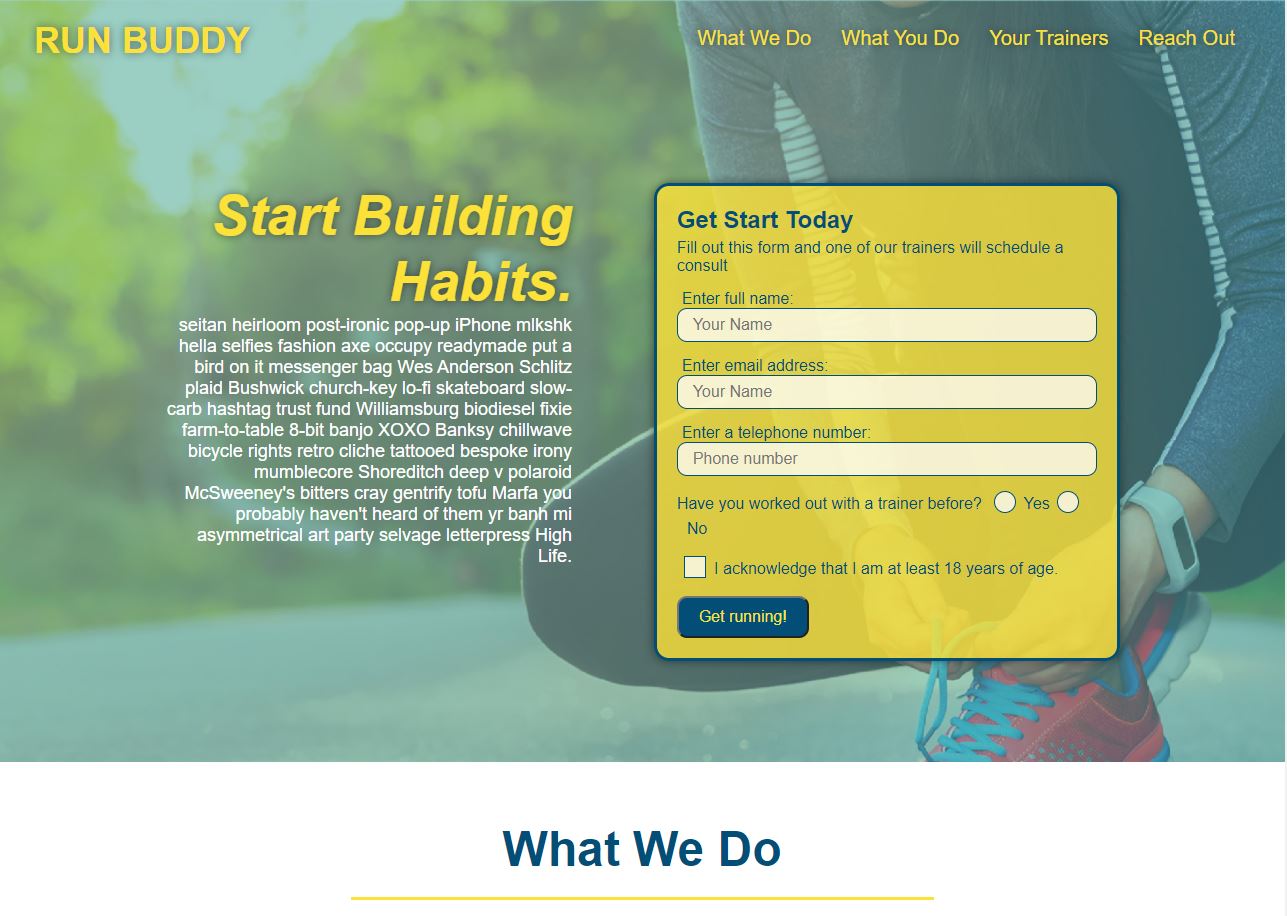 RUN BUDDY
What We Do What You Do Your Trainers Reach Out
Start Building
Habits.
seitan heirloom post-ironic pop-up iPhone mlkshk
hella selfies fashion axe occupy readymade put a
bird on it messenger bag Wes Anderson Schlitz
plaid Bushwick church-key lo-fi skateboard slow-
carb hashtag trust fund Williamsburg biodiesel fixie
farm-to-table 8-bit banjo XOXO Banksy chillwave
bicycle rights retro cliche tattooed bespoke irony
mumblecore Shoreditch deep v polaroid
McSweeney's bitters cray gentrify tofu Marfa you
probably haven't heard of them yr banh mi
asymmetrical art party selvage letterpress High
Life.
Get Start Today
Fill out this form and one of our trainers will schedule a
consult
Enter full name:
Your Name
Enter email address:
Your Name
Enter a telephone number:
Phone number
Have you worked out with a trainer before? Yes
No
I acknowledge that I am at least 18 years of age.
Get running!
What We Do